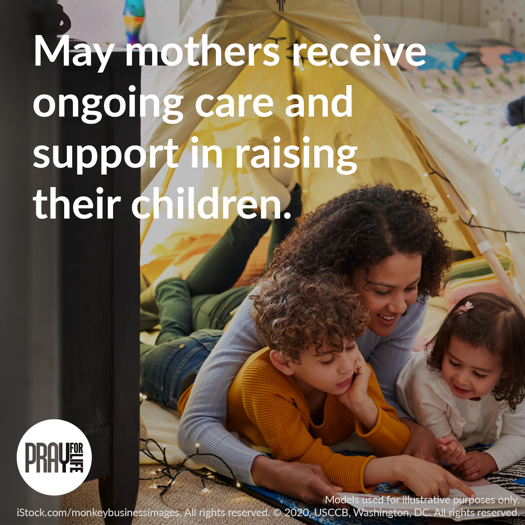 May mothers receive
ongoing care and
support in raising
their children.
PRAY FOR LIFE
Models used for illustrative purposes only.
iStock.com/monkeybusinessimages. All rights reserved. © 2020, USCCB, Washington, DC. All rights reserved.